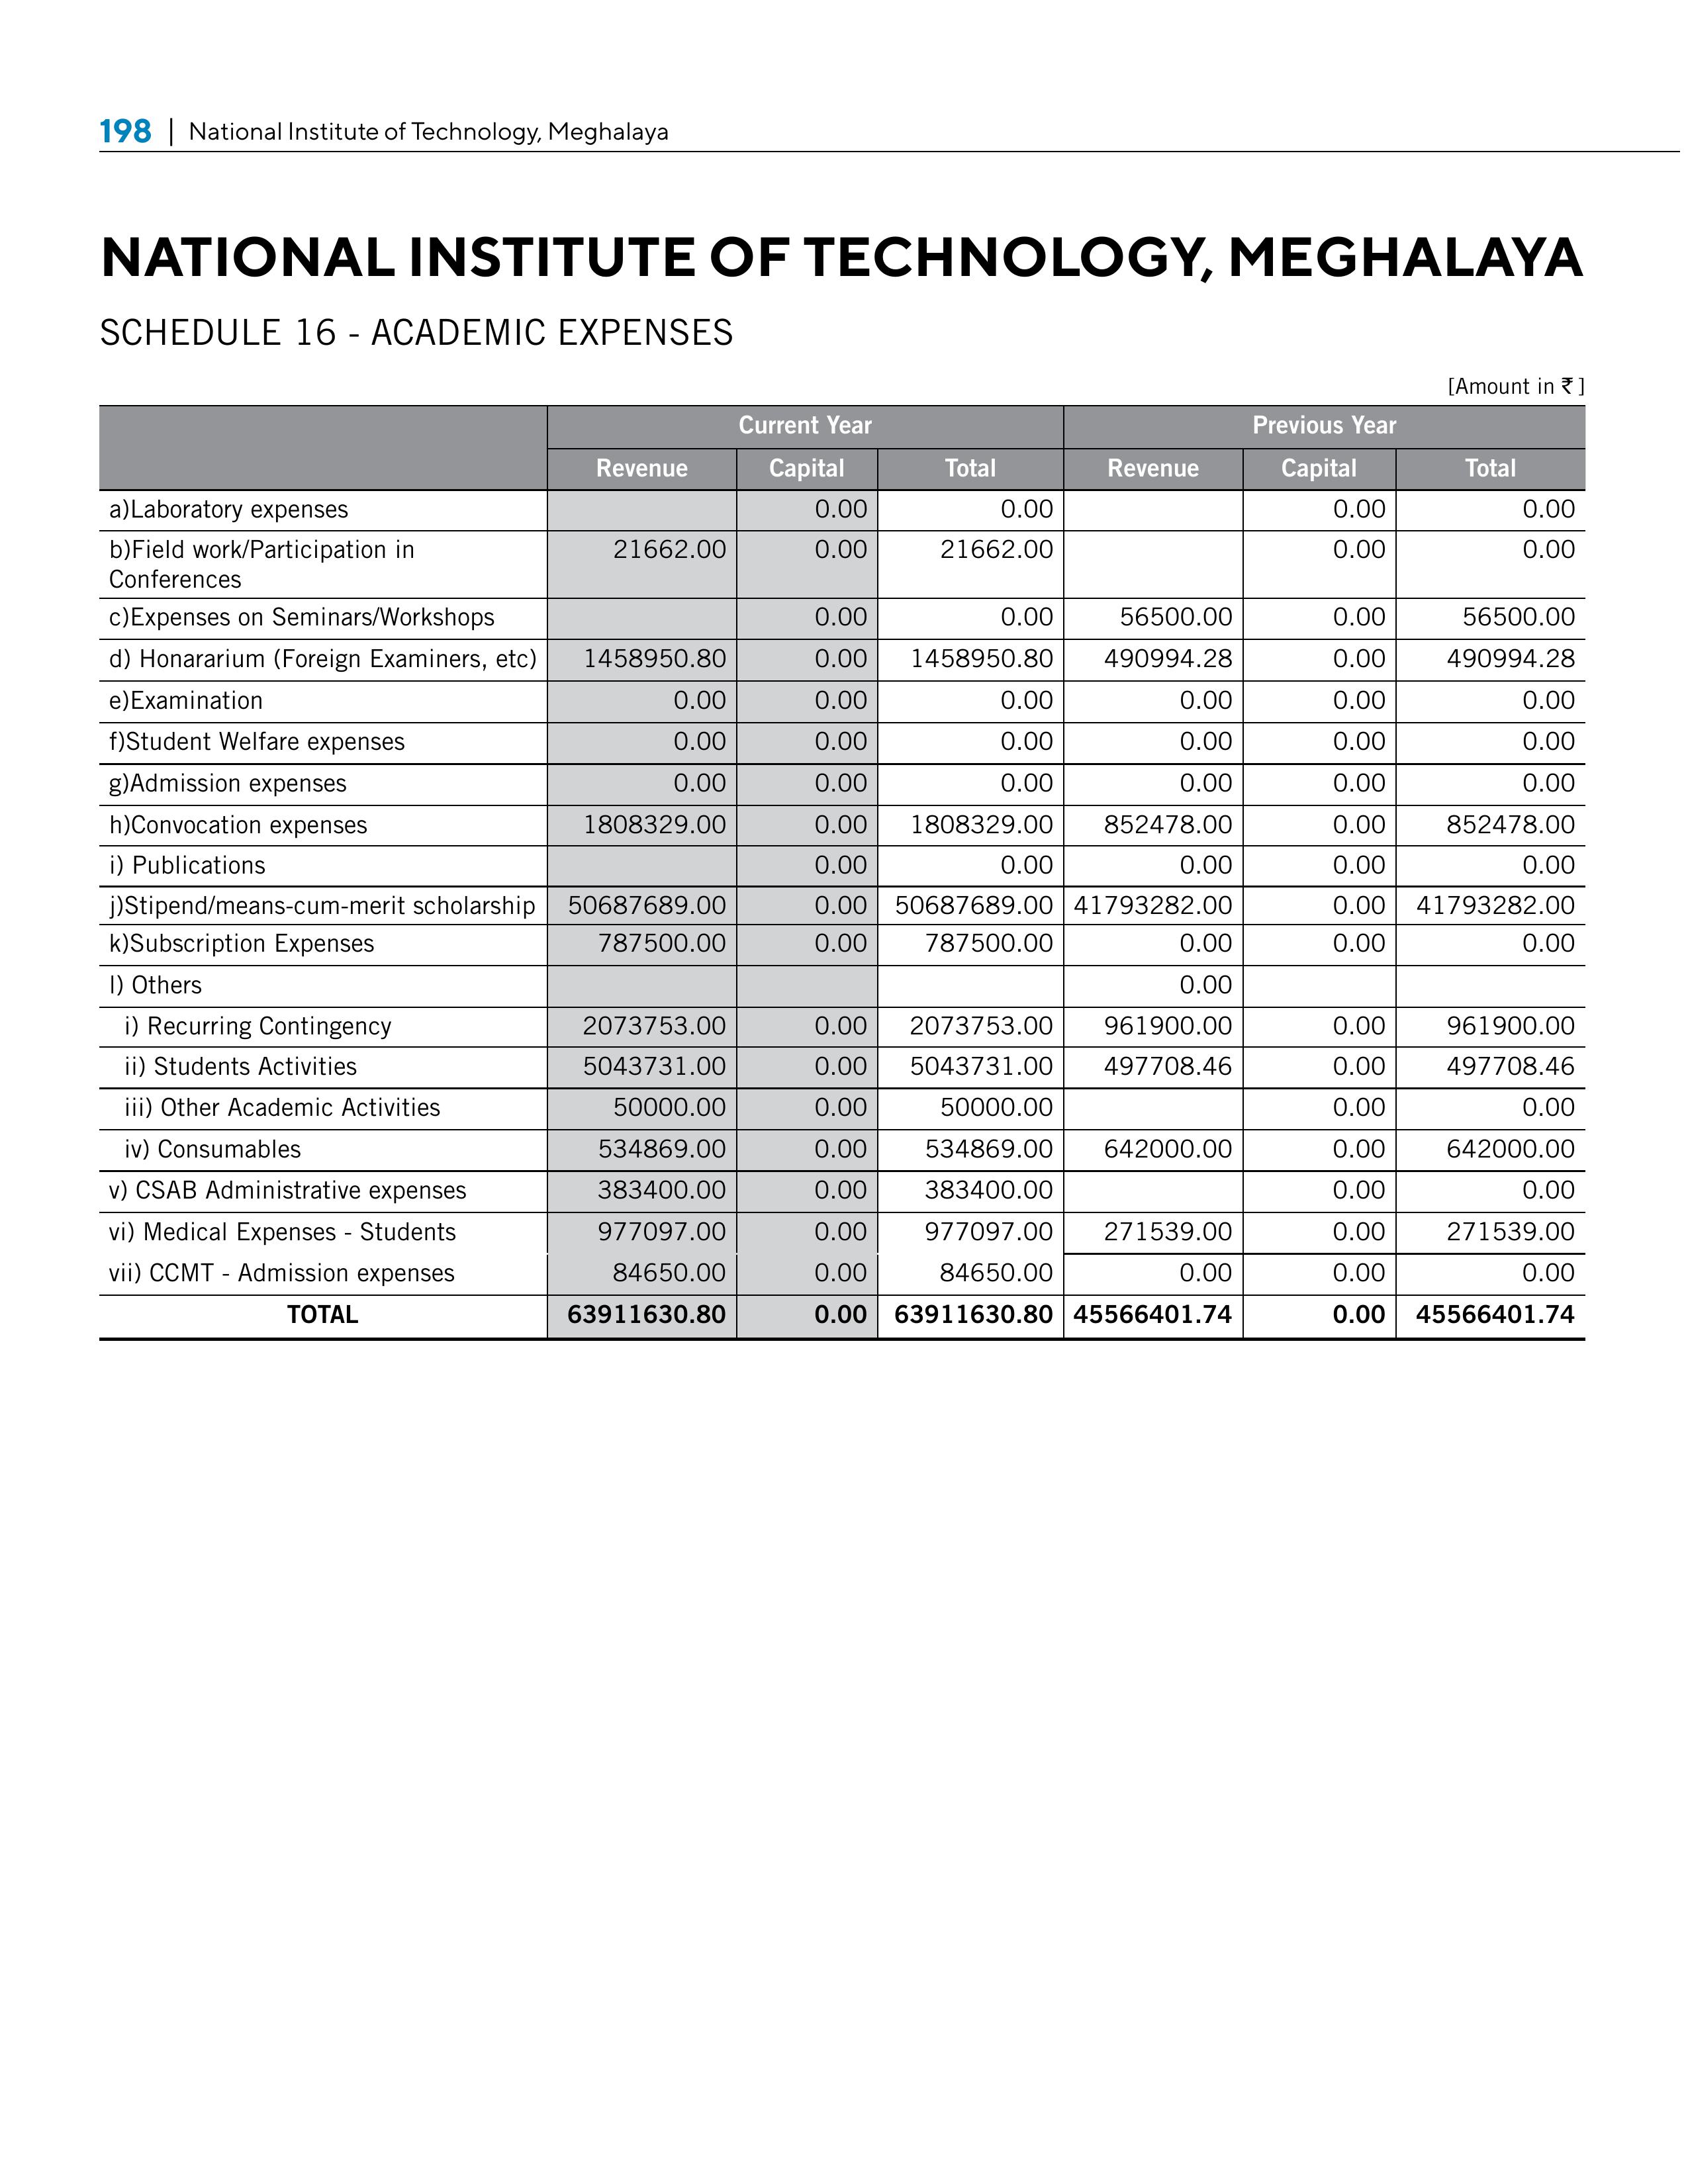 198 | National Institute of Technology, Meghalaya
NATIONAL INSTITUTE OF TECHNOLOGY, MEGHALAYA
SCHEDULE 16 - ACADEMIC EXPENSES
[Amount in ₹ ]
Current Year Previous Year
Revenue Capital Total Revenue Capital Total
a)Laboratory expenses 0.00 0.00 0.00 0.00
b)Field work/Participation in 21662.00 0.00 21662.00 0.00 0.00
Conferences
c)Expenses on Seminars/Workshops 0.00 0.00 56500.00 0.00 56500.00
d) Honararium (Foreign Examiners, etc) 1458950.80 0.00 1458950.80 490994.28 0.00 490994.28
e)Examination 0.00 0.00 0.00 0.00 0.00 0.00
f)Student Welfare expenses 0.00 0.00 0.00 0.00 0.00 0.00
g)Admission expenses 0.00 0.00 0.00 0.00 0.00 0.00
h)Convocation expenses 1808329.00 0.00 1808329.00 852478.00 0.00 852478.00
i) Publications 0.00 0.00 0.00 0.00 0.00
j)Stipend/means-cum-merit scholarship 50687689.00 0.00 50687689.00 41793282.00 0.00 41793282.00
k)Subscription Expenses 787500.00 0.00 787500.00 0.00 0.00 0.00
l) Others 0.00
i) Recurring Contingency 2073753.00 0.00 2073753.00 961900.00 0.00 961900.00
ii) Students Activities 5043731.00 0.00 5043731.00 497708.46 0.00 497708.46
iii) Other Academic Activities 50000.00 0.00 50000.00 0.00 0.00
iv) Consumables 534869.00 0.00 534869.00 642000.00 0.00 642000.00
v) CSAB Administrative expenses 383400.00 0.00 383400.00 0.00 0.00
vi) Medical Expenses - Students 977097.00 0.00 977097.00 271539.00 0.00 271539.00
vii) CCMT - Admission expenses 84650.00 0.00 84650.00 0.00 0.00 0.00
TOTAL 63911630.80 0.00 63911630.80 45566401.74 0.00 45566401.74